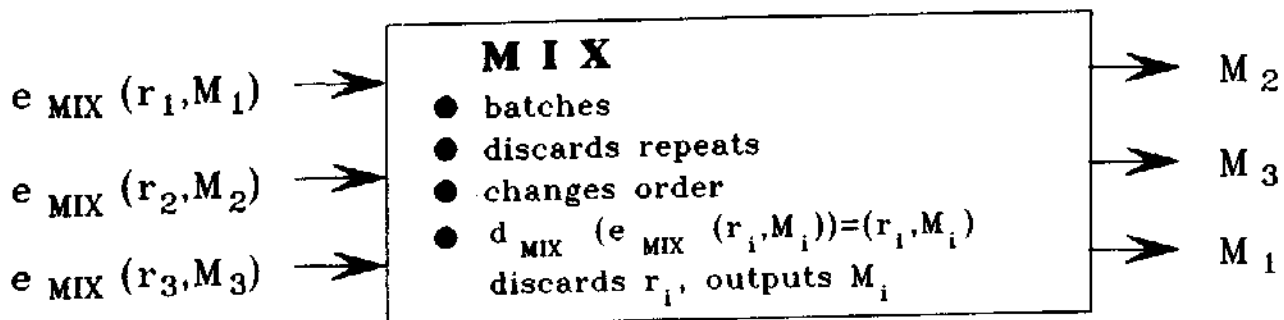 e MIX (r1,M1)
e MIX (r2,M2)
e MIX (r3,M3)
MIX
● batches
● discards repeats
● changes order
● d MIX (e MIX (ri,Mi))=(ri,Mi)
discards ri, outputs Mi
M2
M3
M1